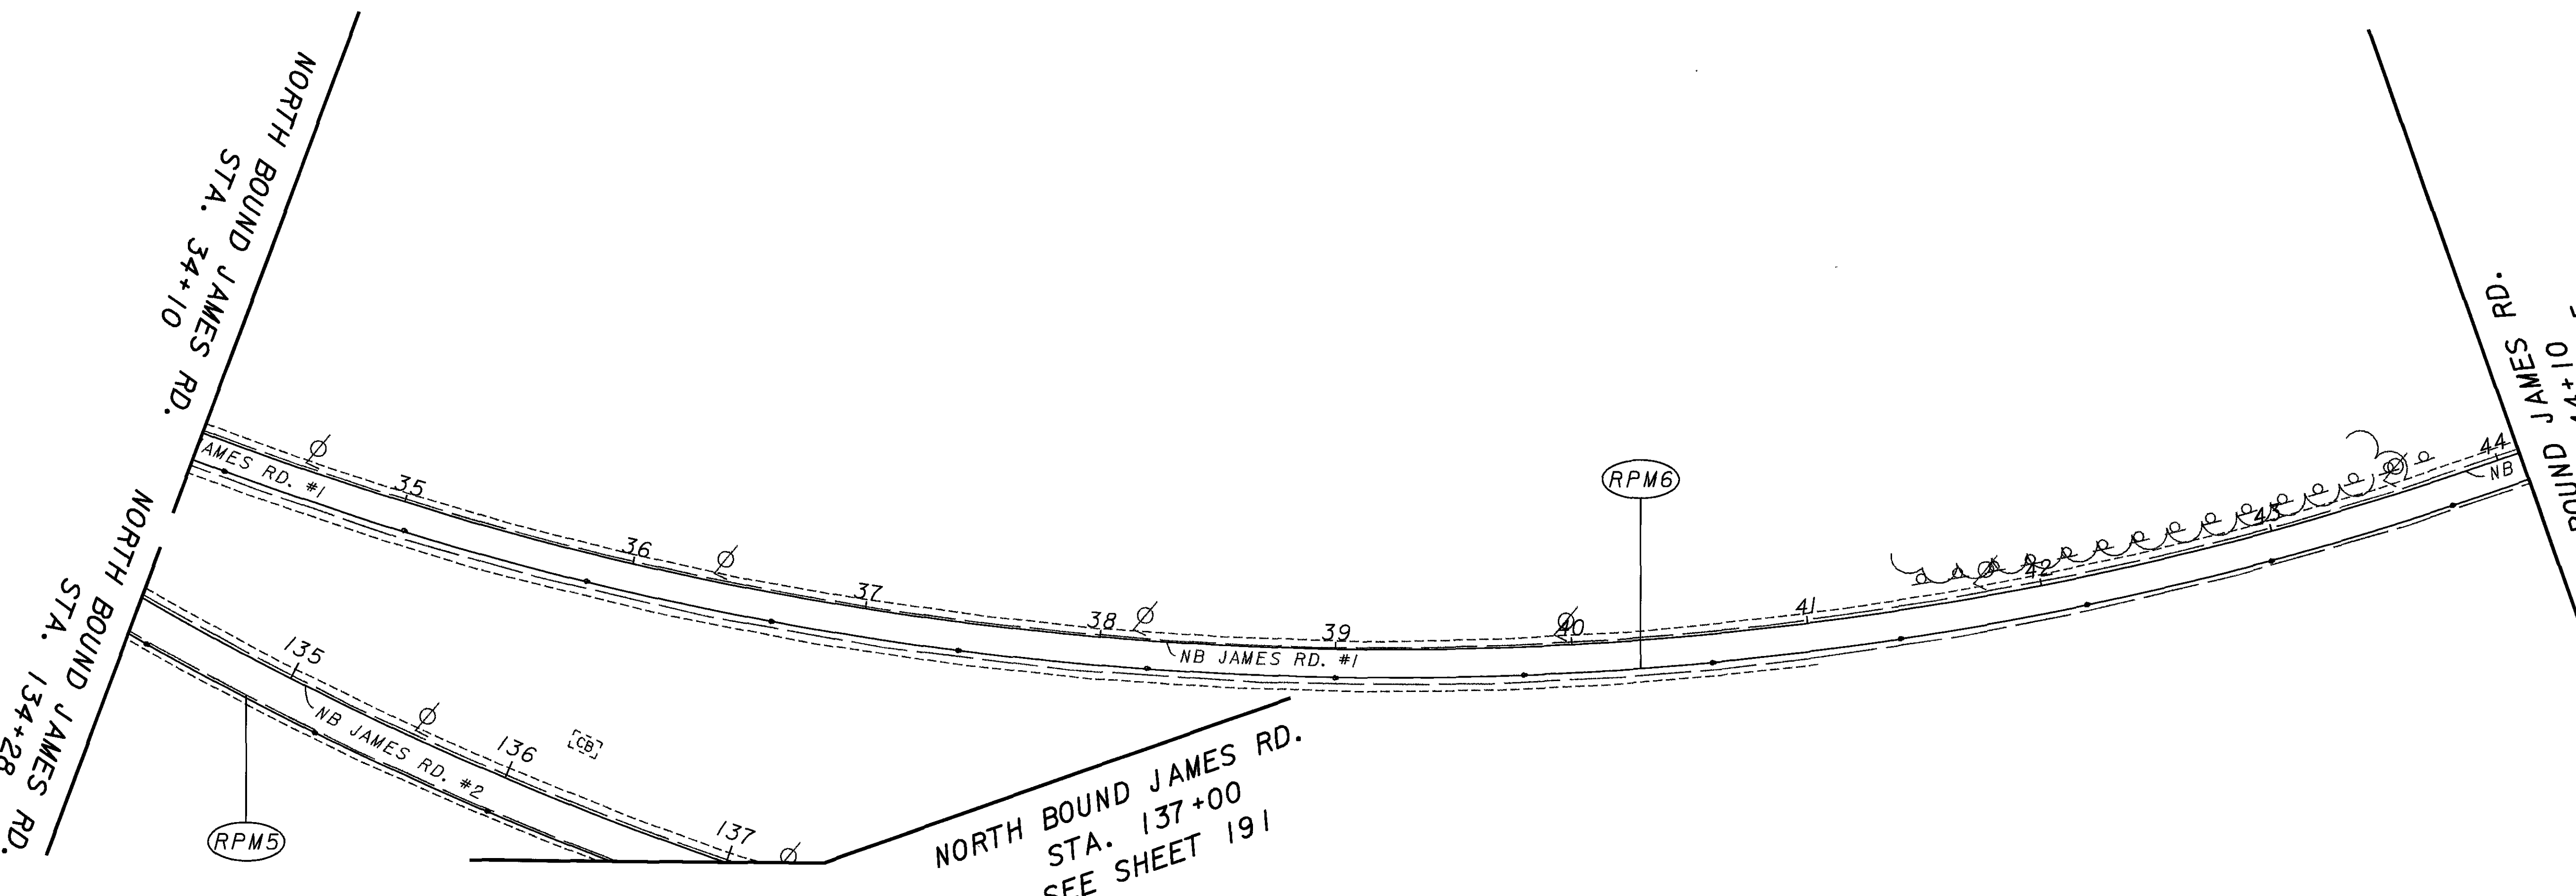 NORTH BOUND JAMES RD.
STA. 34+10
NORTH BOUND JAMES RD.
STA. 134+28
AMES RD. #1
35
36
37
38
39
40
41
42
43
44
NB JAMES RD. #1
NB
RPM6
BOUND JAMES RD.
44+10
135
136
137
NB JAMES RD. #2
CB
RPM5
NORTH BOUND JAMES RD.
STA. 137+00
SEE SHEET 191